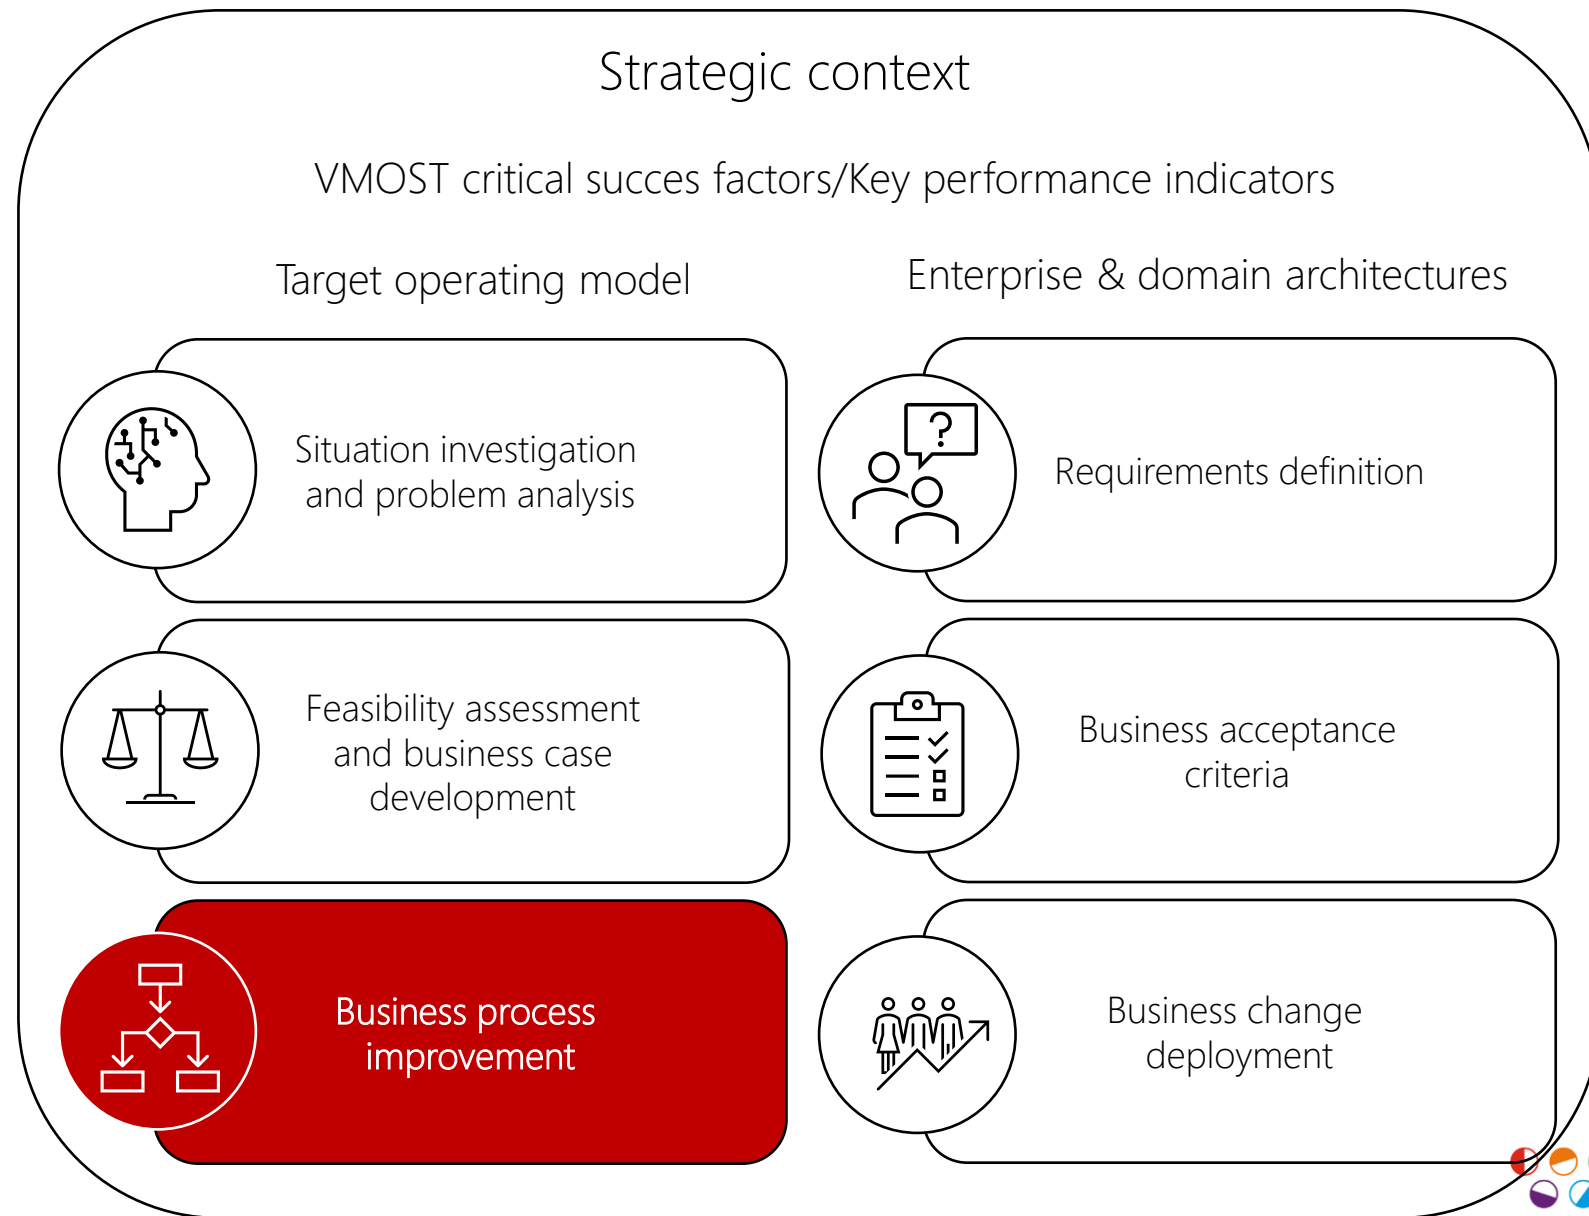 Strategic context
VMOST critical succes factors/Key performance indicators
Target operating model
Enterprise & domain architectures
Situation investigation
and problem analysis
Requirements definition
?
Feasibility assessment
and business case
development
Business acceptance
criteria
Business process
improvement
Business change
deployment